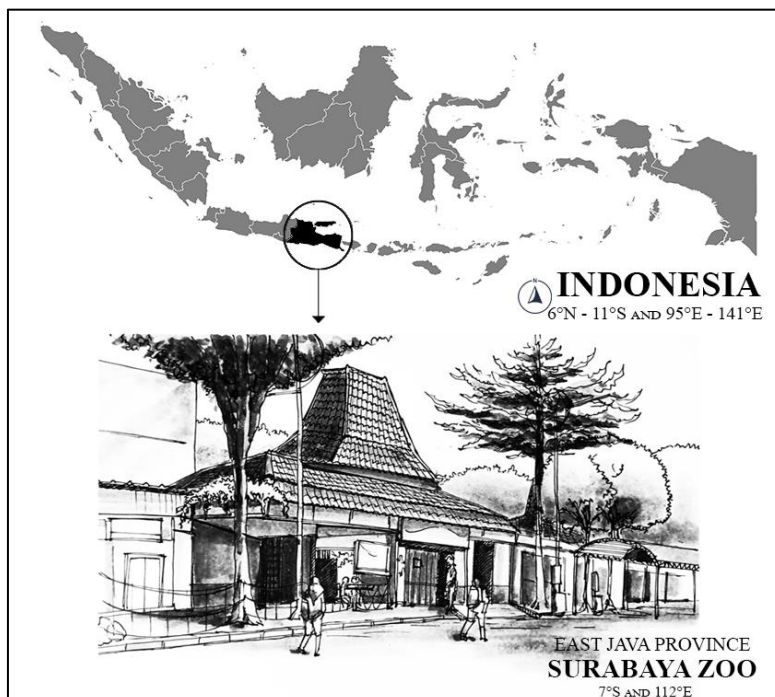 N
INDONESIA
6°N - 11°S AND 95°E - 141°E
EAST JAVA PROVINCE
SURABAYA ZOO
7°S AND 112°E